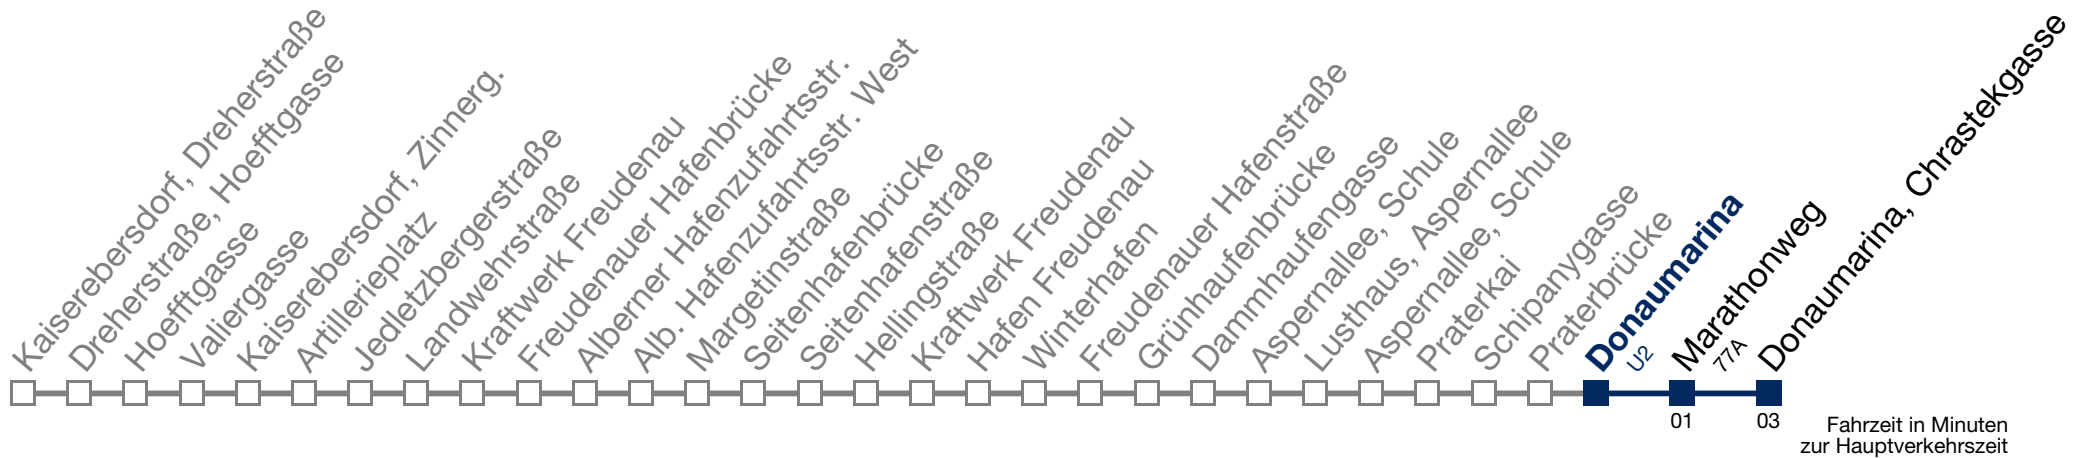 Kaiserebersdorf, Dreherstraße
Dreherstraße, Hoefftgasse
Hoefftgasse
Valiergasse
Kaiserebersdorf, Zinnerg.
Artillerieplatz
Jedletzbergerstraße
Landwehrstraße
Kraftwerk Freudenau
Freudenauer Hafenbrücke
Alberner Hafenzufahrtsstr.
Alb. Hafenzufahrtsstr. West
Margetinstraße
Seitenhafenbrücke
Seitenhafenstraße
Hellingstraße
Kraftwerk Freudenau
Hafen Freudenau
Winterhafen
Freudenauer Hafenstraße
Grünhaufenbrücke
Dammhaufengasse
Aspernallee, Schule
Lusthaus, Aspernallee
Aspernallee, Schule
Praterkai
Schipanygasse
Praterbrücke
Donaumarina
U2
Marathonweg
77A
Donaumarina, Chrastekgasse
01
03
Fahrzeit in Minuten
zur Hauptverkehrszeit